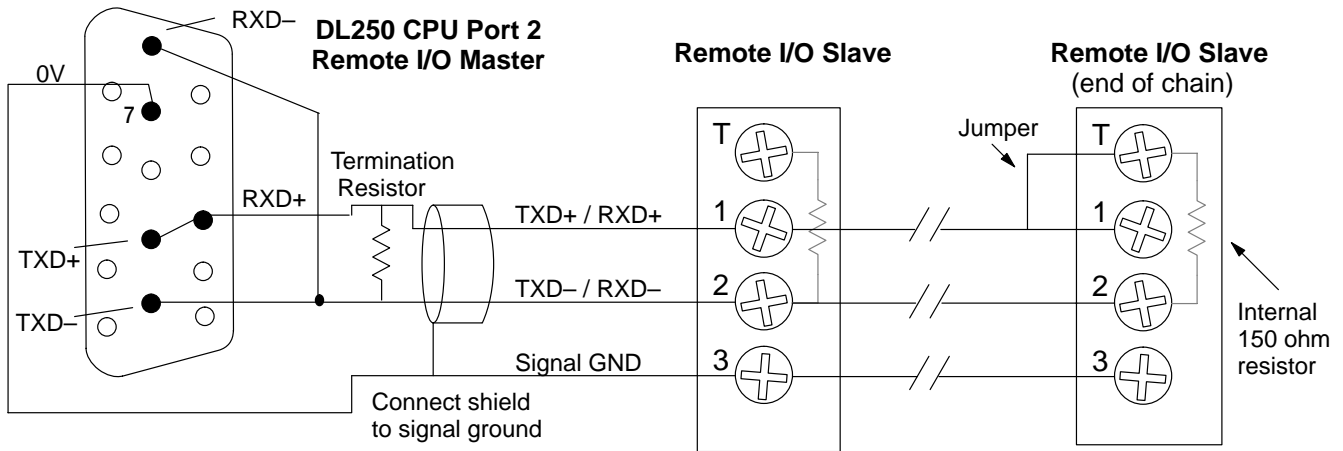 RXD–
DL250 CPU Port 2
Remote I/O Master
0V
7
RXD+
TXD+
TXD–
Termination
Resistor
TXD+ / RXD+
TXD– / RXD–
Signal GND
Connect shield
to signal ground
Remote I/O Slave
T
1
2
3
Jumper
Remote I/O Slave
(end of chain)
T
1
2
3
Internal
150 ohm
resistor